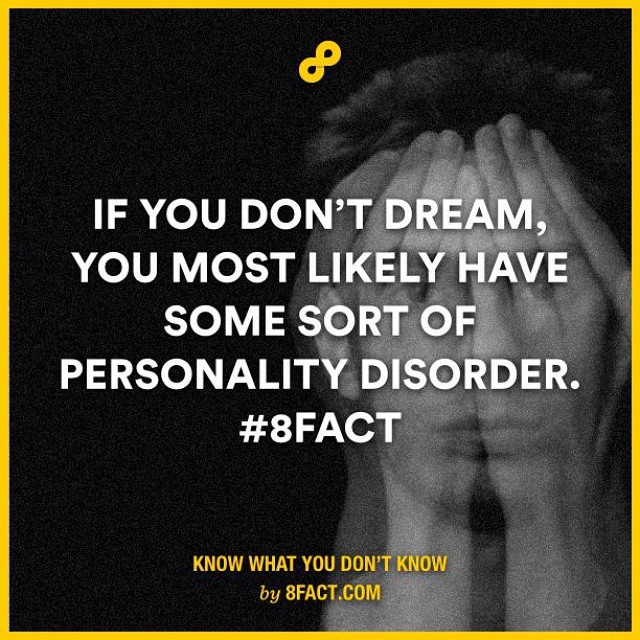 IF YOU DON'T DREAM,
YOU MOST LIKELY HAVE
SOME SORT OF
PERSONALITY DISORDER.
#8FACT
KNOW WHAT YOU DON'T KNOW
by 8FACT.COM